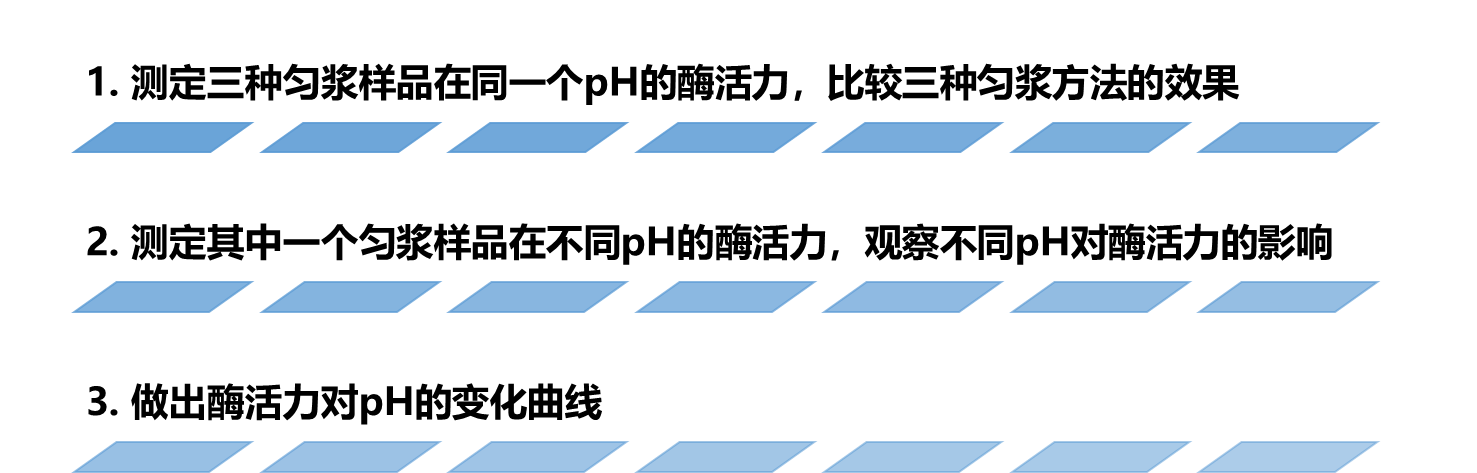 1. 测定三种匀浆样品在同一个pH的酶活力，比较三种匀浆方法的效果
2. 测定其中一个匀浆样品在不同pH的酶活力，观察不同pH对酶活力的影响
3. 做出酶活力对pH的变化曲线